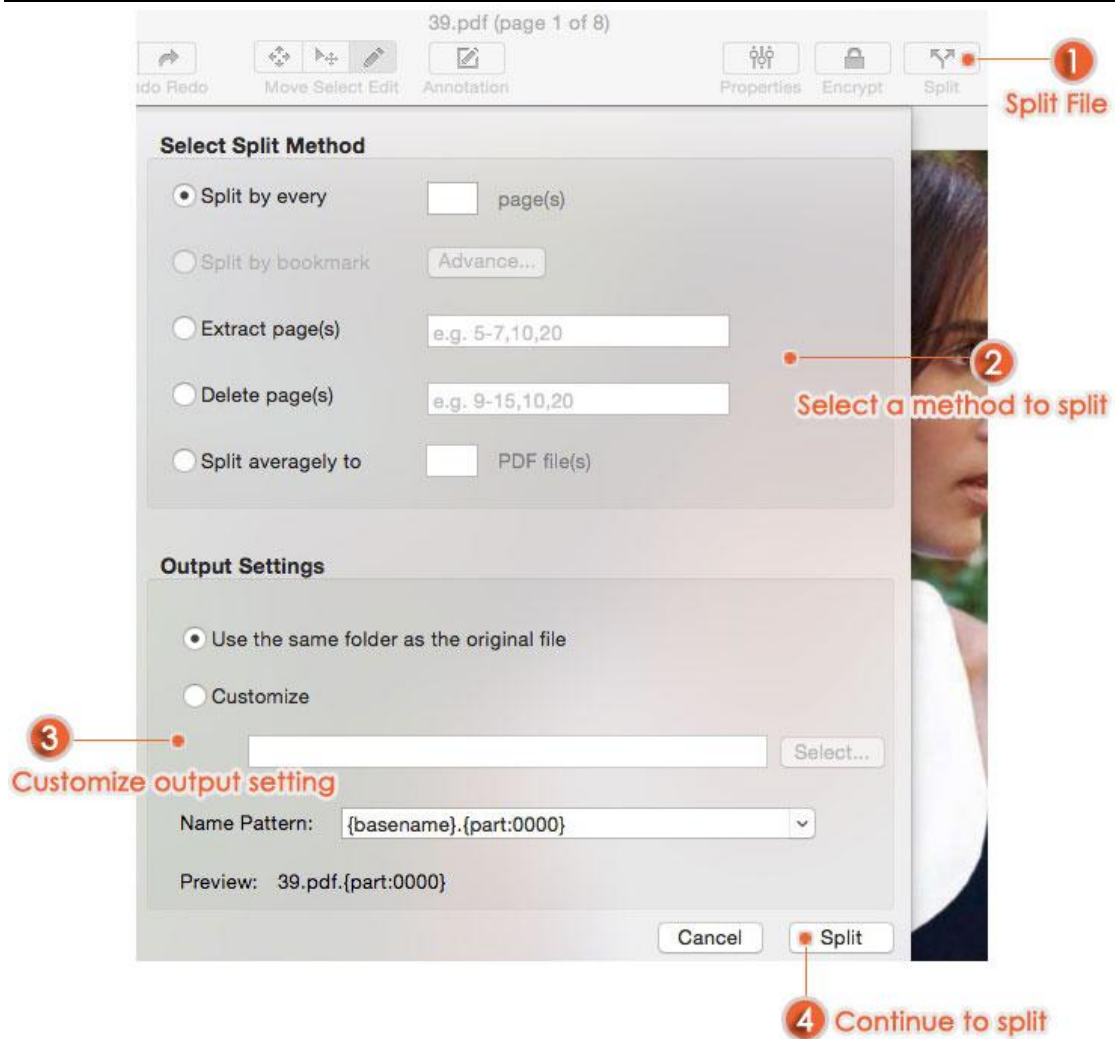 39.pdf (page 1 of 8)
ndo Redo Move Select Edit Annotation Properties Encrypt Split
1
Split File
Select Split Method
Split by every page(s)
Split by bookmark Advance...
Extract page(s) e.g. 5-7,10,20
2
Delete page(s) e.g. 9-15,10,20
Select a method to split
Split averagely to PDF file(s)
Output Settings
Use the same folder as the original file
Customize
3
Select...
Customize output setting
Name Pattern: {basename}.{part:0000}
Preview: 39.pdf.{part:0000}
Cancel Split
4 Continue to split